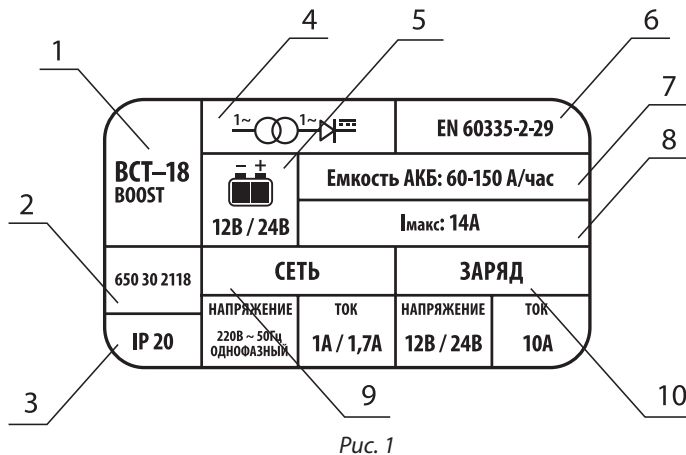 4
5
6
1
7
8
1~ 1~
EN 60335-2-29
ВСТ–18
BOOST
– +
12В / 24В
Емкость АКБ: 60-150 А/час
Iмакс: 14А
2
650 30 2118
СЕТЬ
ЗАРЯД
IP 20
НАПРЯЖЕНИЕ
220В ~ 50Гц
ОДНОФАЗНЫЙ
ТОК
1А / 1,7А
НАПРЯЖЕНИЕ
12В / 24В
ТОК
10А
3
9
10
Рис. 1